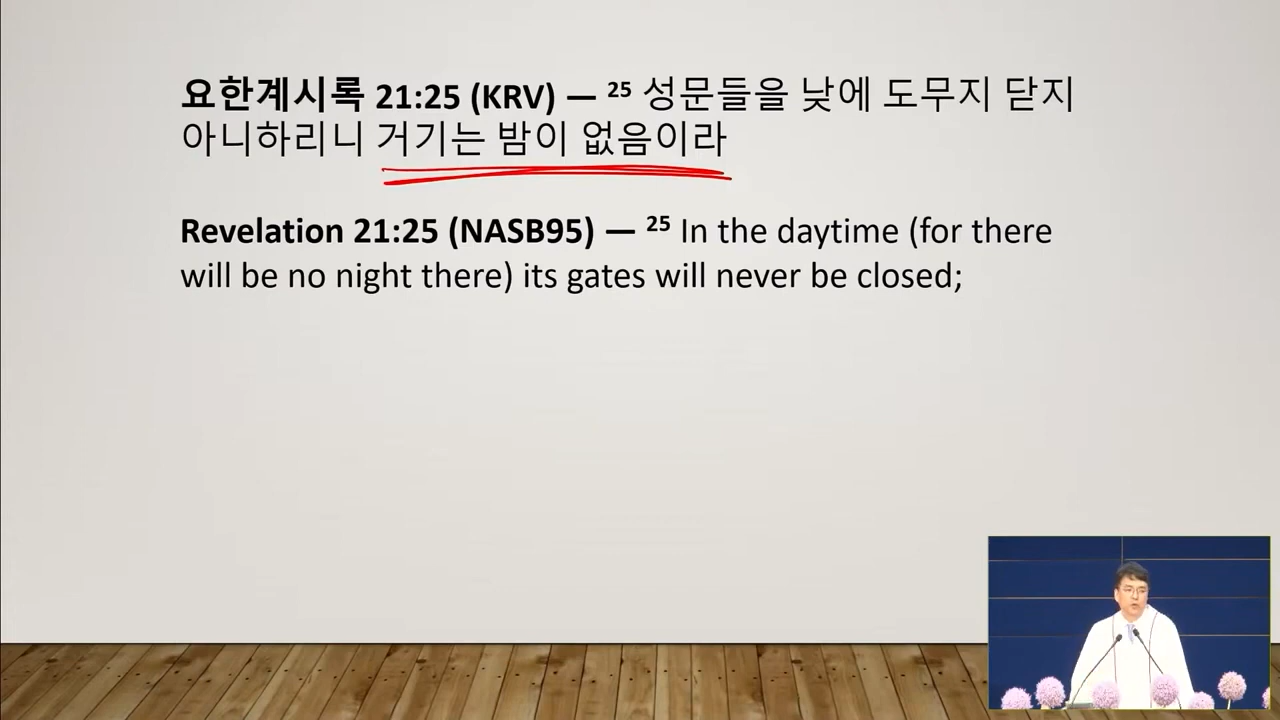 요한계시록 21:25 (KRV) — 25 성문들을 낮에 도무지 닫지
아니하리니 거기는 밤이 없음이라
Revelation 21:25 (NASB95) — 25 In the daytime (for there
will be no night there) its gates will never be closed;